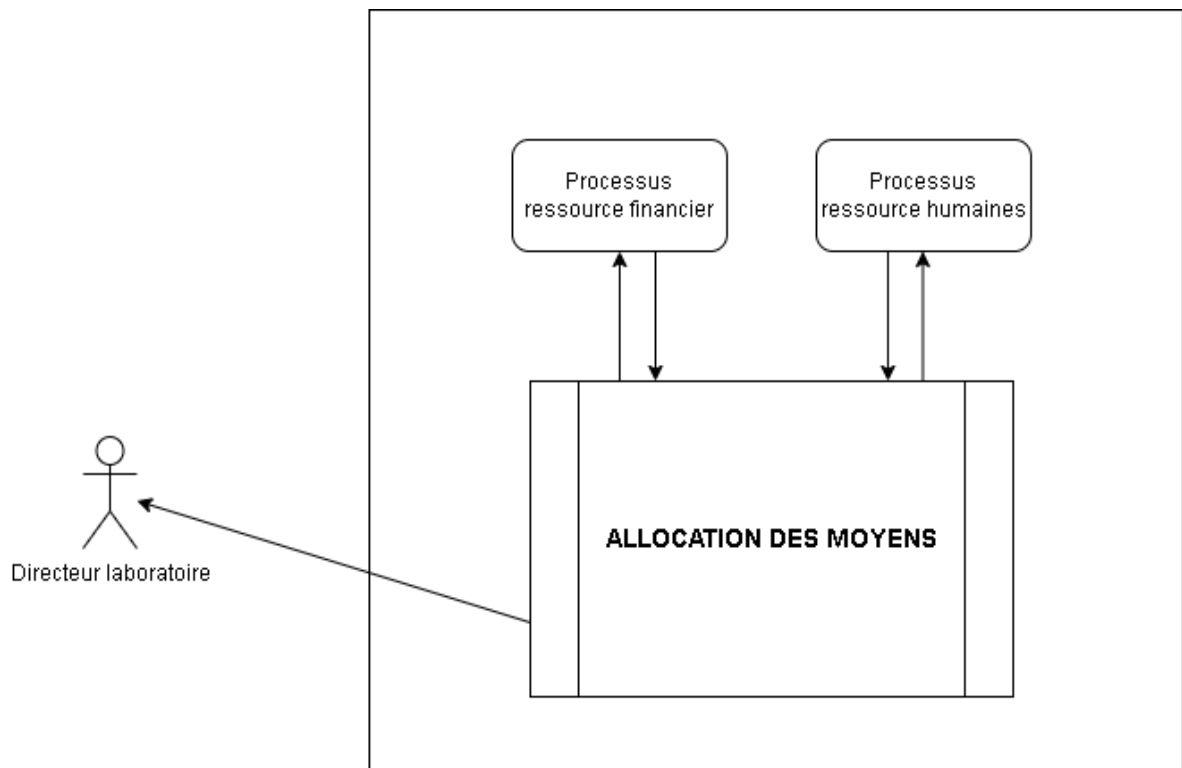 Processus
ressource financier
Processus
ressource humaines
ALLOCATION DES MOYENS
Directeur laboratoire